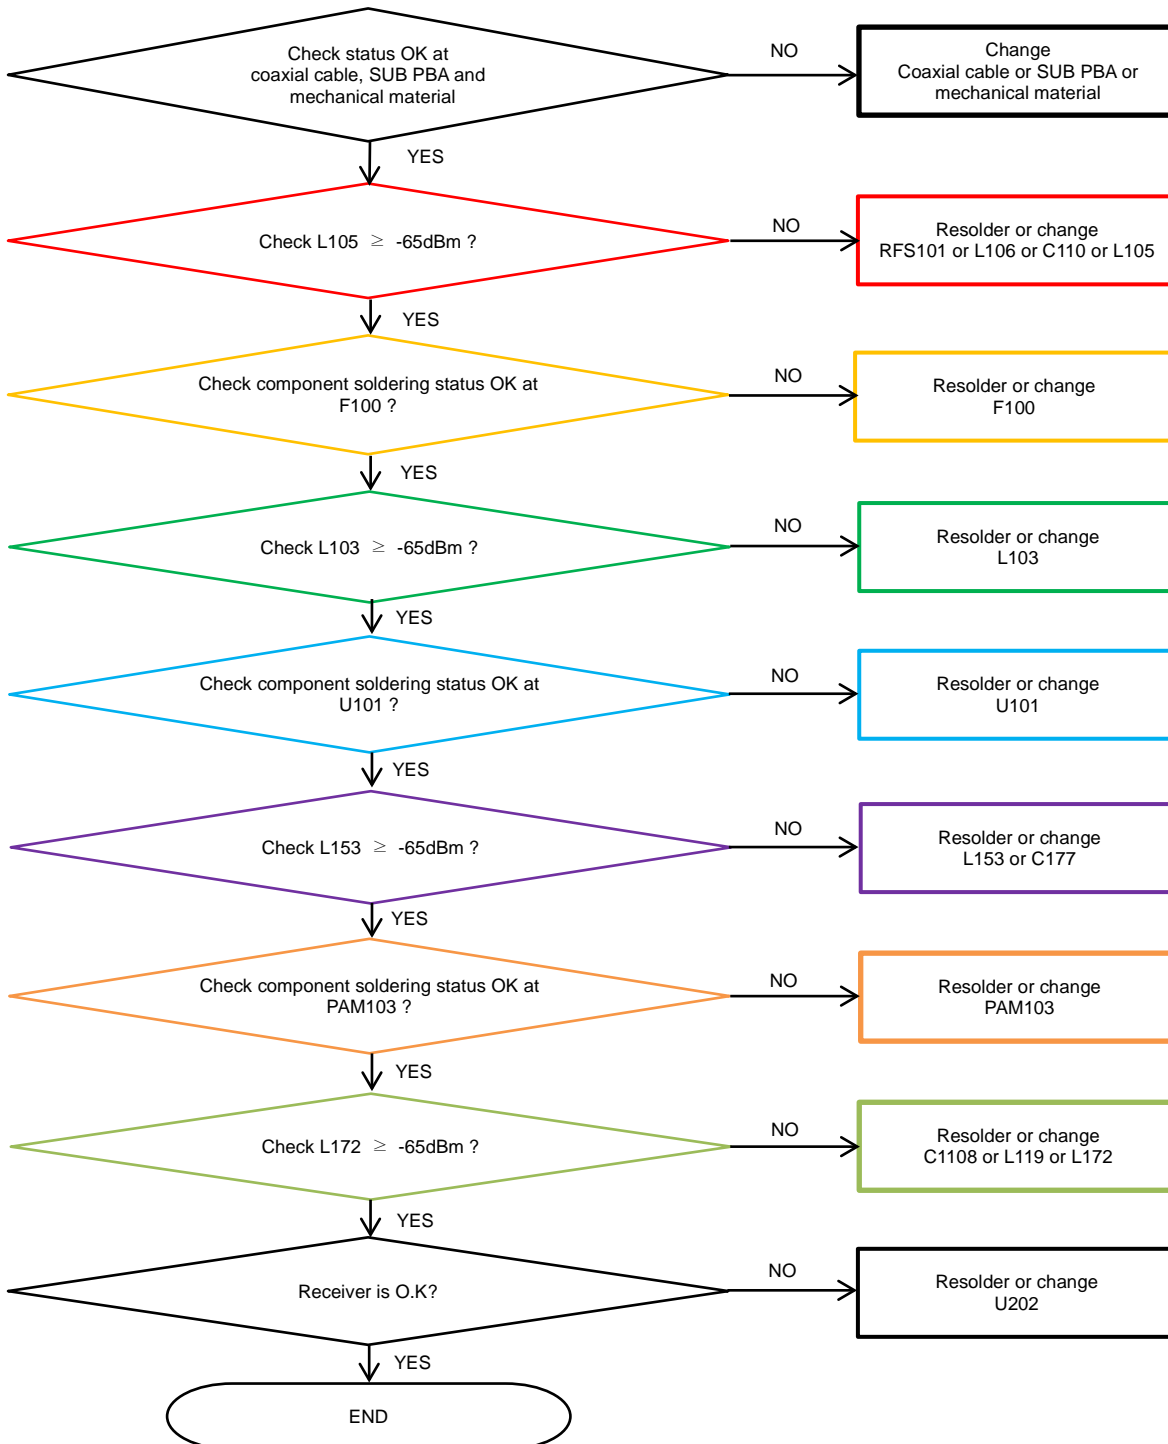 Check status OK at
coaxial cable, SUB PBA and
mechanical material
NO
Change
Coaxial cable or SUB PBA or
mechanical material
YES
Check L105 ≥ -65dBm ?
NO
Resolder or change
RFS101 or L106 or C110 or L105
YES
Check component soldering status OK at
F100 ?
NO
Resolder or change
F100
YES
Check L103 ≥ -65dBm ?
NO
Resolder or change
L103
YES
Check component soldering status OK at
U101 ?
NO
Resolder or change
U101
YES
Check L153 ≥ -65dBm ?
NO
Resolder or change
L153 or C177
YES
Check component soldering status OK at
PAM103 ?
NO
Resolder or change
PAM103
YES
Check L172 ≥ -65dBm ?
NO
Resolder or change
C1108 or L119 or L172
YES
Receiver is O.K?
NO
Resolder or change
U202
YES
END